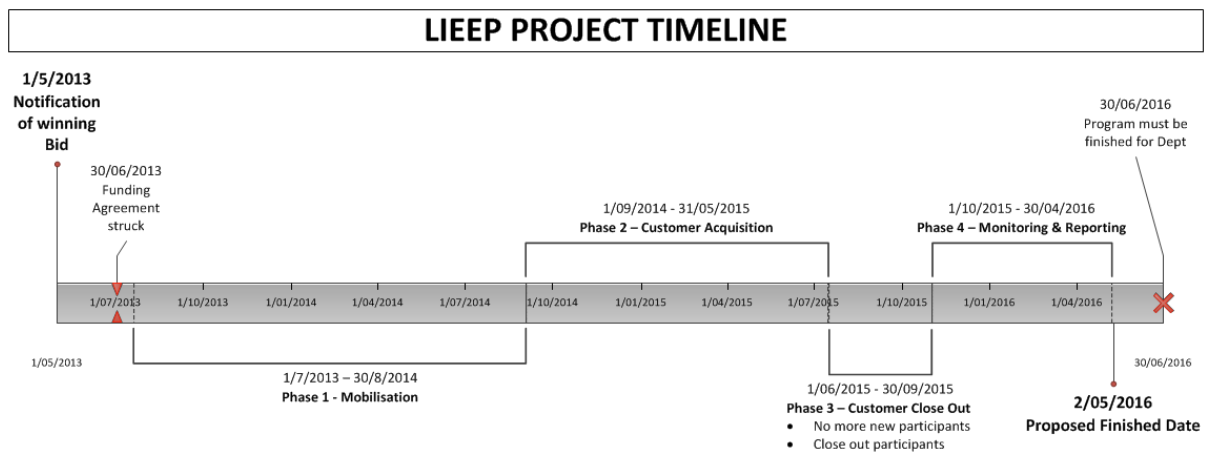 LIEEP PROJECT TIMELINE
1/5/2013
Notification
of winning
Bid
30/06/2013
Funding
Agreement
struck
1/09/2014 - 31/05/2015
Phase 2 – Customer Acquisition
1/10/2015 - 30/04/2016
Phase 4 – Monitoring & Reporting
30/06/2016
Program must be
finished for Dept
1/07/2013
1/10/2013
1/01/2014
1/04/2014
1/07/2014
1/10/2014
1/01/2015
1/04/2015
1/07/2015
1/10/2015
1/01/2016
1/04/2016
1/05/2013
30/06/2016
1/7/2013 – 30/8/2014
Phase 1 - Mobilisation
1/06/2015 - 30/09/2015
Phase 3 – Customer Close Out
• No more new participants
• Close out participants
2/05/2016
Proposed Finished Date